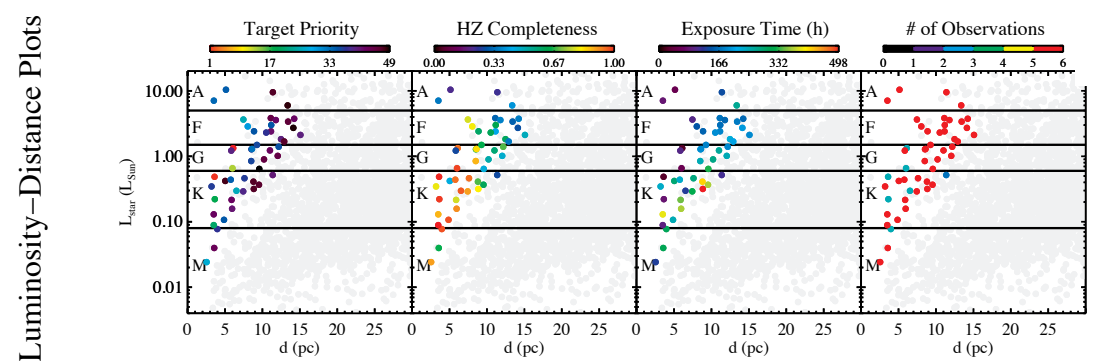 Luminosity–Distance Plots
Target Priority
HZ Completeness
Exposure Time (h)
# of Observations
1 17 33 49
0.00 0.33 0.67 1.00
0 166 332 498
0 1 2 3 4 5 6
L_star (L_Sun)
10.00
1.00
0.10
0.01
A A A A
F F F F
G G G G
K K K K
M M M M
0 5 10 15 20 25 0 5 10 15 20 25 0 5 10 15 20 25 0 5 10 15 20 25 30
d (pc) d (pc) d (pc) d (pc)